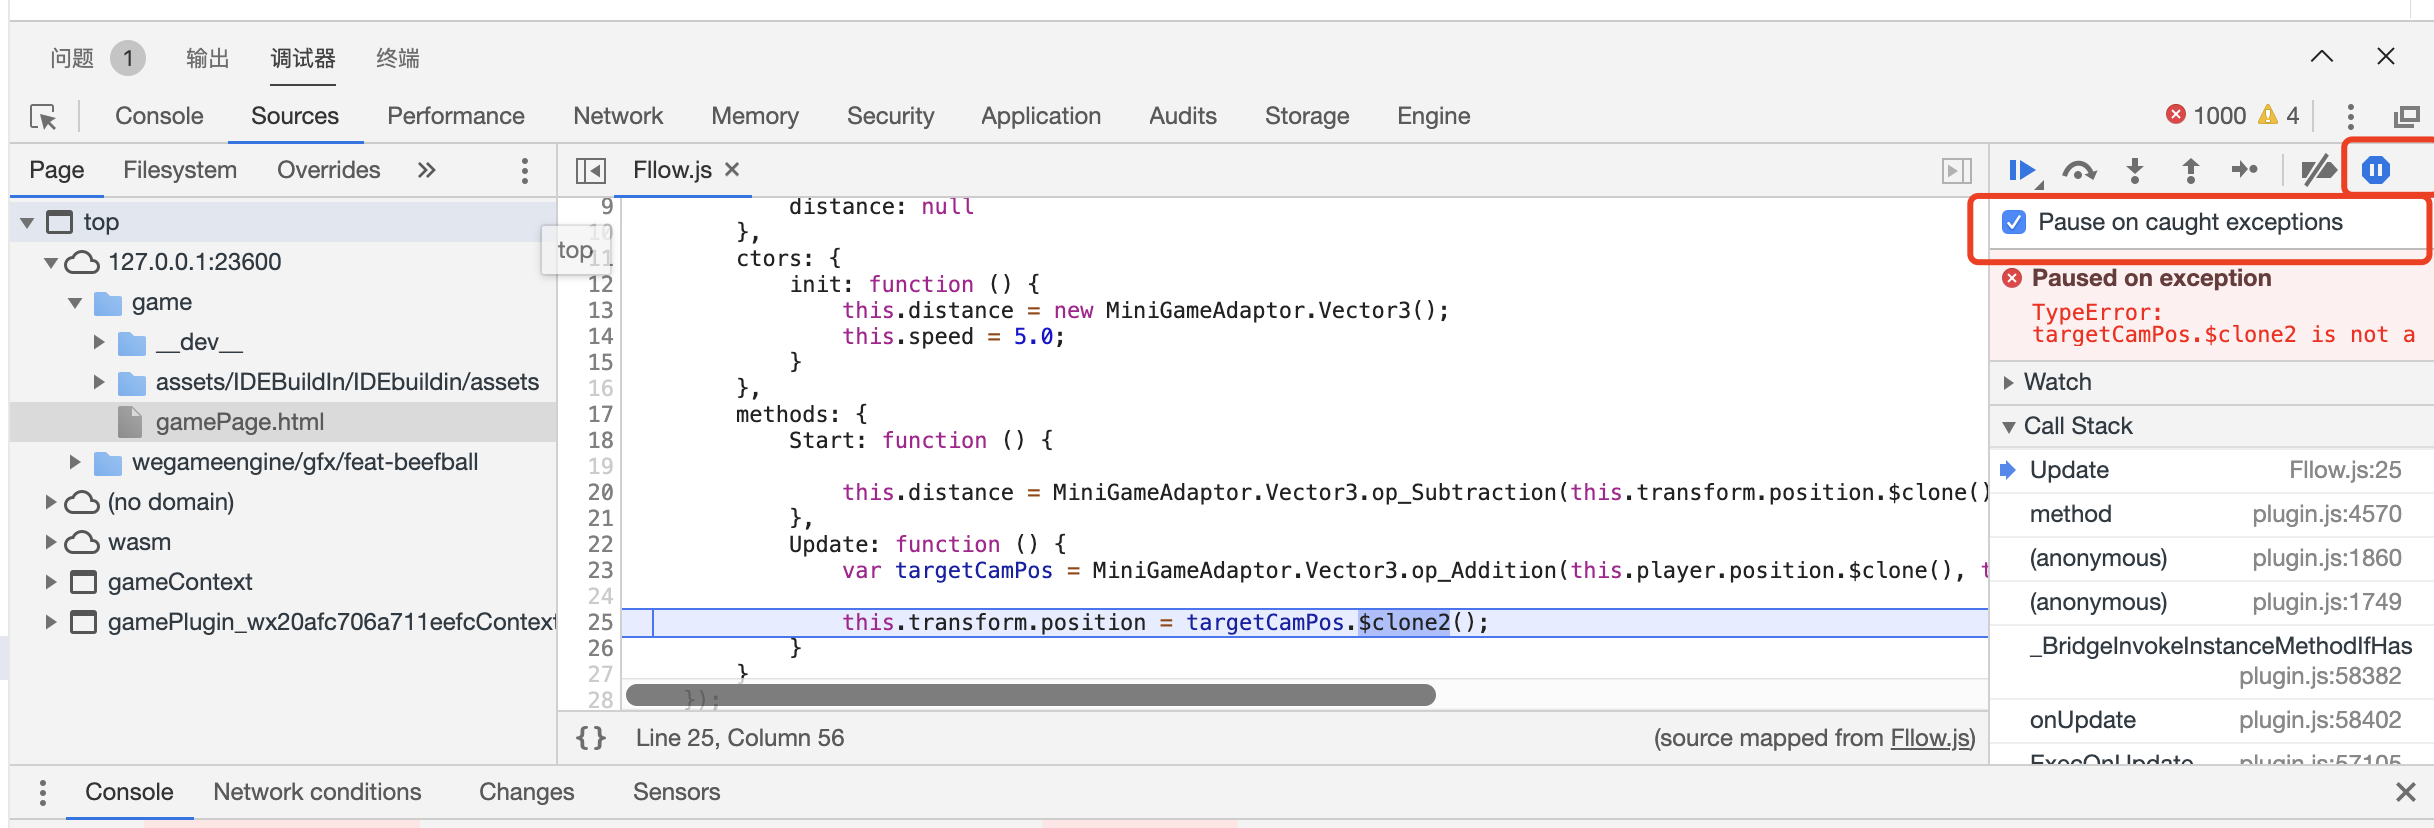 问题 1 输出 调试器 终端
Console Sources Performance Network Memory Security Application Audits Storage Engine 1000 4
Page Filesystem Overrides »
top
127.0.0.1:23600
game
__dev__
assets/IDEBuildIn/IDEbuildin/assets
gamePage.html
wegameengine/gfx/feat-beefball
(no domain)
wasm
gameContext
gamePlugin_wx20afc706a711eefcContext
top
Fllow.js ×
9 distance: null
10 },
11 ctors: {
12 init: function () {
13 this.distance = new MiniGameAdaptor.Vector3();
14 this.speed = 5.0;
15 }
16 },
17 methods: {
18 Start: function () {
19
20 this.distance = MiniGameAdaptor.Vector3.op_Subtraction(this.transform.position.$clone()
21 },
22 Update: function () {
23 var targetCamPos = MiniGameAdaptor.Vector3.op_Addition(this.player.position.$clone(), t
24
25 this.transform.position = targetCamPos.$clone2();
26 }
27 }
28 });
{} Line 25, Column 56 (source mapped from Fllow.js)
Pause on caught exceptions
Paused on exception
TypeError:
targetCamPos.$clone2 is not a
Watch
Call Stack
Update Fllow.js:25
method plugin.js:4570
(anonymous) plugin.js:1860
(anonymous) plugin.js:1749
_BridgeInvokeInstanceMethodIfHas
plugin.js:58382
onUpdate plugin.js:58402
ExecOnUpdate plugin.js:57105
Console Network conditions Changes Sensors